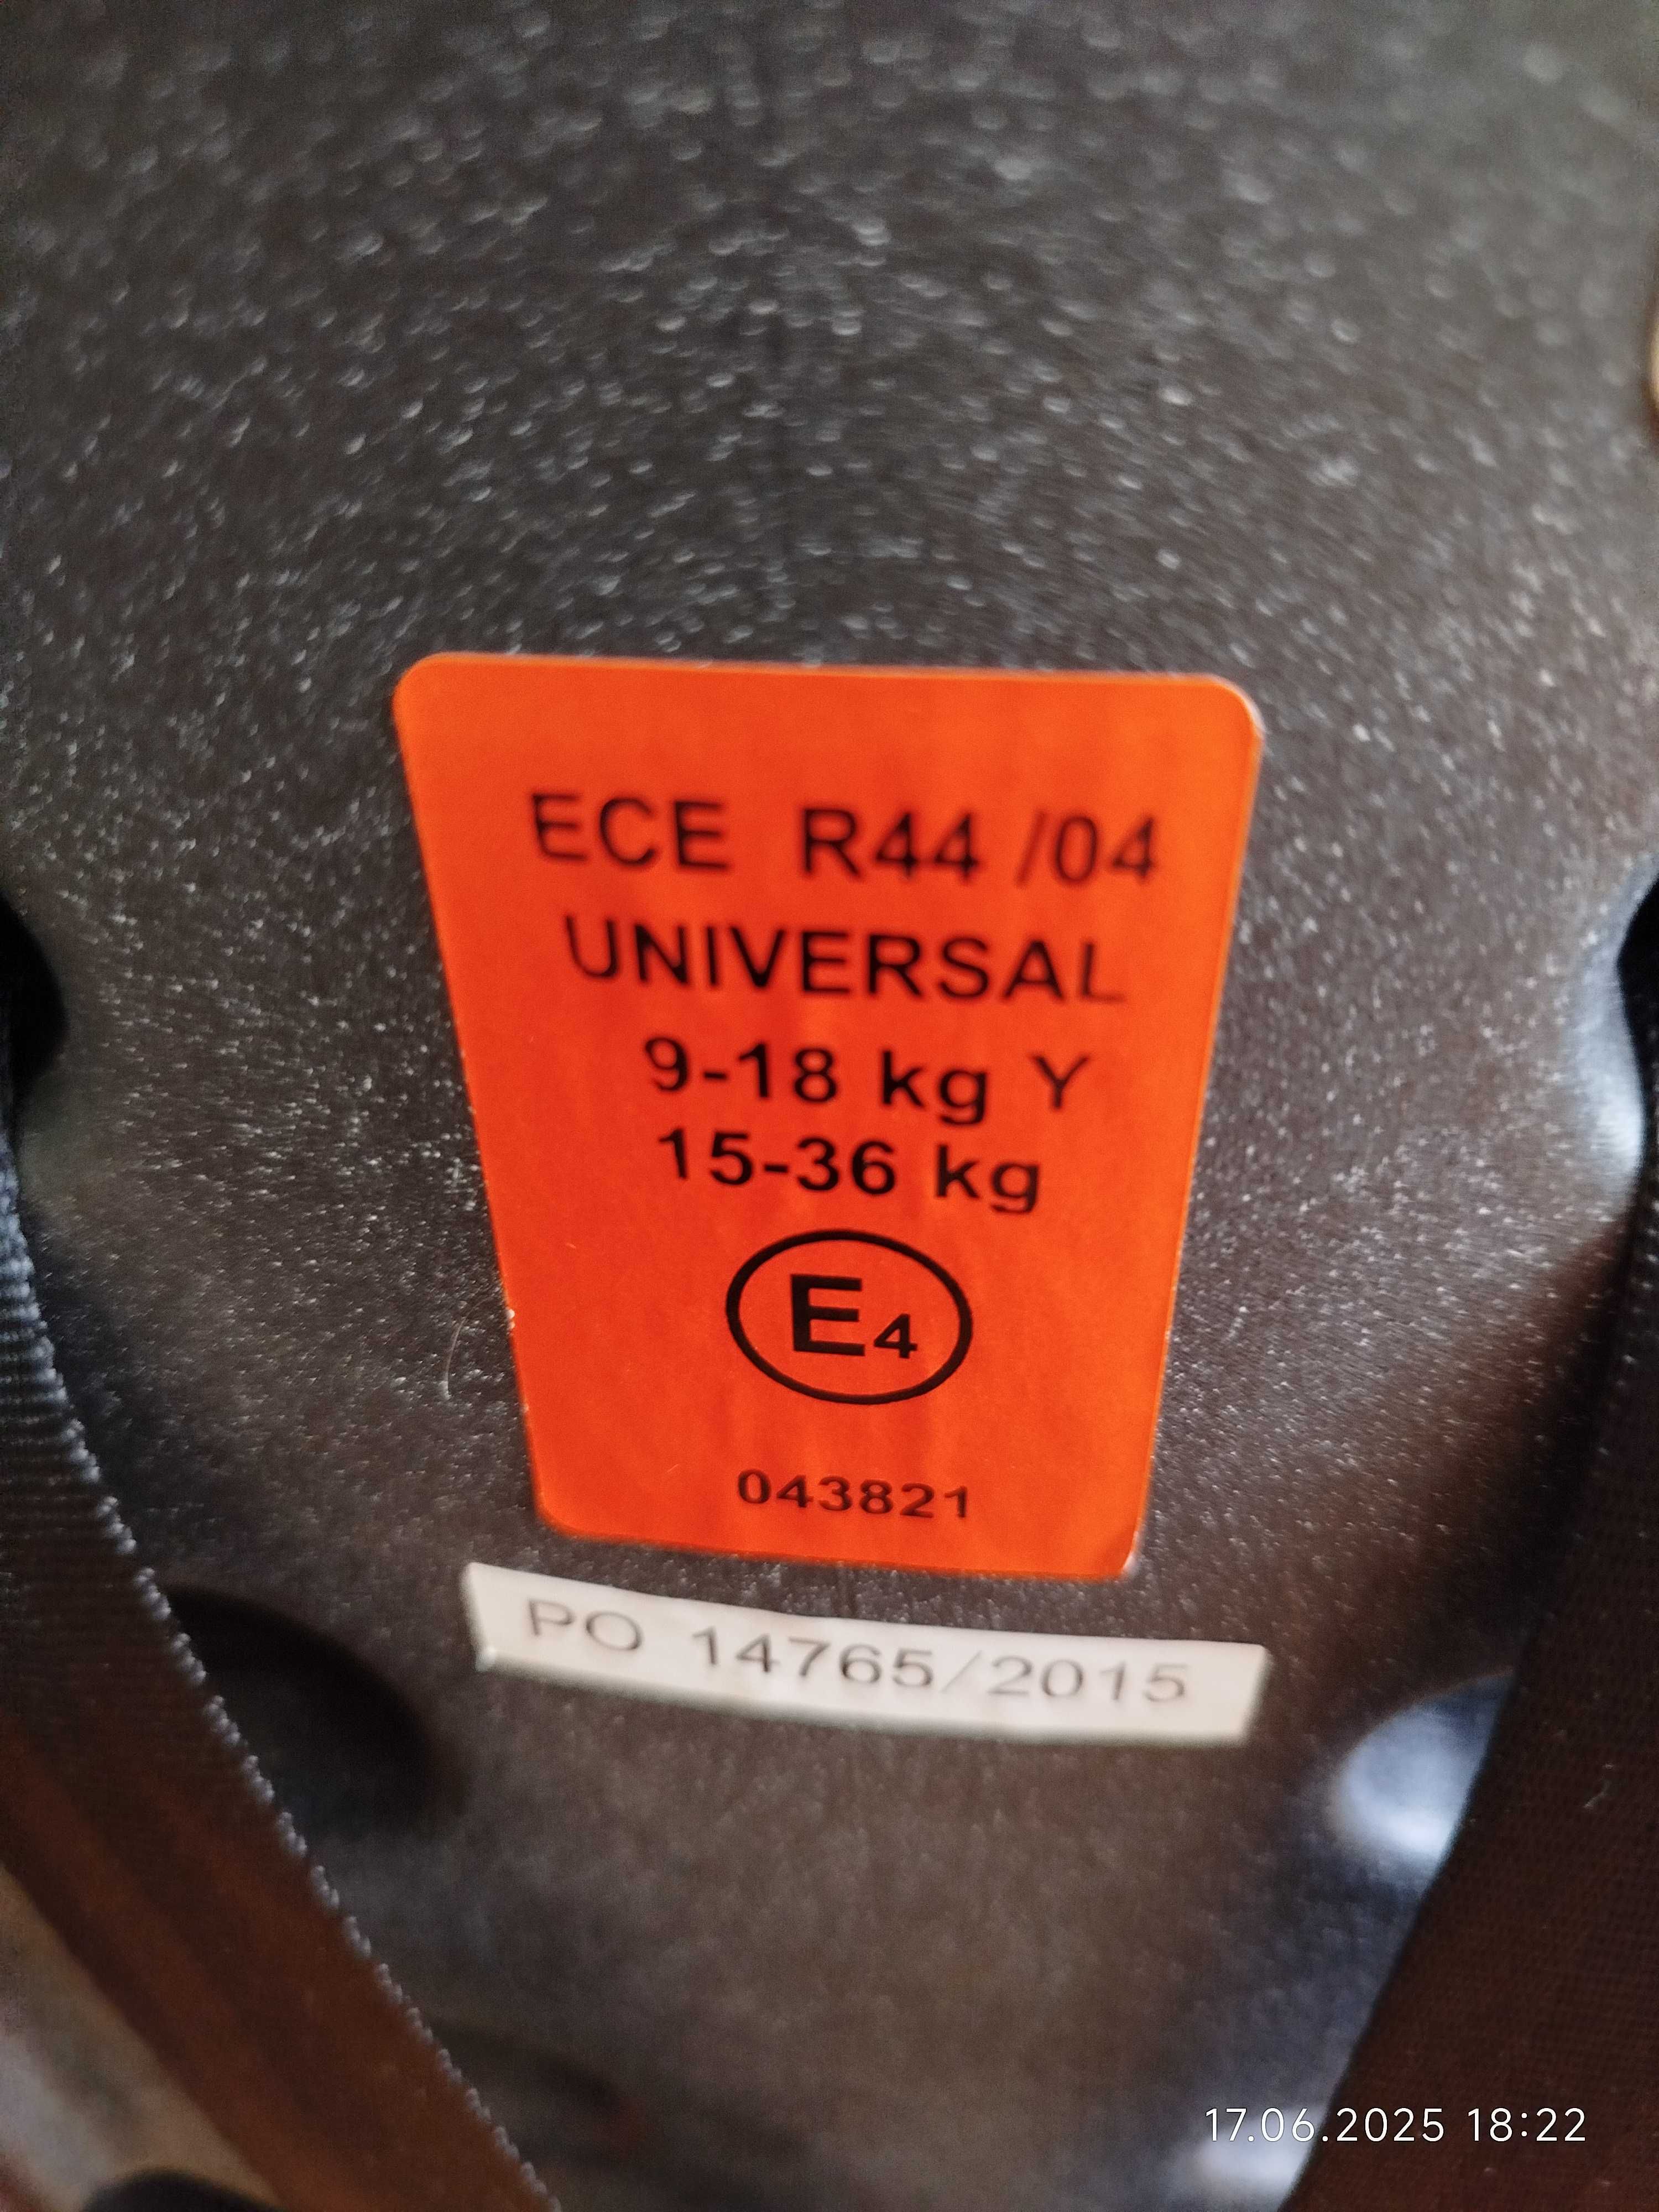 ECE R44 /04
UNIVERSAL
9-18 kg Y
15-36 kg
E4
043821
PO 14765/2015
17.06.2025 18:22